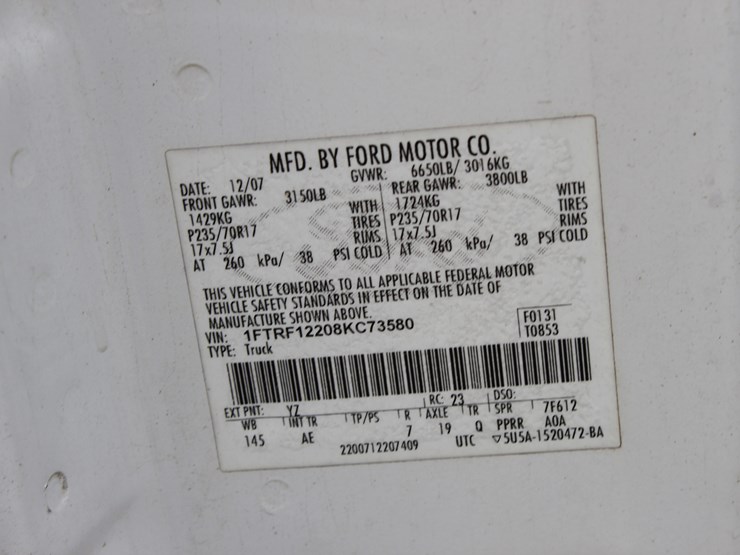 MFD. BY FORD MOTOR CO.
DATE: 12/07 GVWR: 6650LB/ 3016KG
FRONT GAWR: 3150LB REAR GAWR: 3800LB
1429KG WITH 1724KG WITH
P235/70R17 TIRES P235/70R17 TIRES
17x7.5J RIMS 17x7.5J RIMS
AT 260 kPa/ 38 PSI COLD AT 260 kPa/ 38 PSI COLD
THIS VEHICLE CONFORMS TO ALL APPLICABLE FEDERAL MOTOR
VEHICLE SAFETY STANDARDS IN EFFECT ON THE DATE OF
MANUFACTURE SHOWN ABOVE.
VIN: 1FTRF12208KC73580 F0131
TYPE: Truck T0853
EXT PNT: YZ RC: 23 DSO:
WB INT TR TP/PS R AXLE TR SPR 7F612
145 AE 7 19 Q PPRR AOA
2200712207409 UTC ▽5U5A-1520472-BA